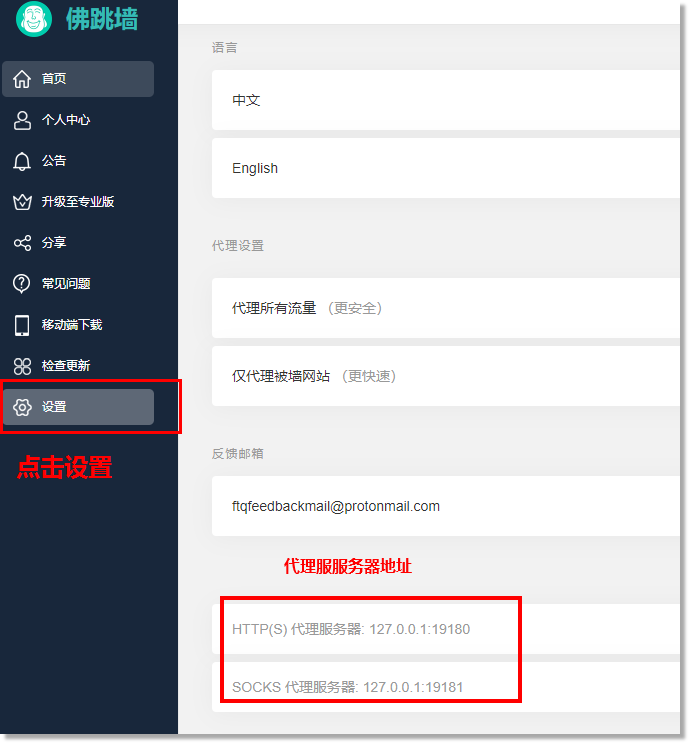 佛跳墙
首页
个人中心
公告
升级至专业版
分享
常见问题
移动端下载
检查更新
设置
点击设置
语言
中文
English
代理设置
代理所有流量 （更安全）
仅代理被墙网站 （更快速）
反馈邮箱
ftqfeedbackmail@protonmail.com
代理服服务器地址
HTTP(S) 代理服务器: 127.0.0.1:19180
SOCKS 代理服务器: 127.0.0.1:19181